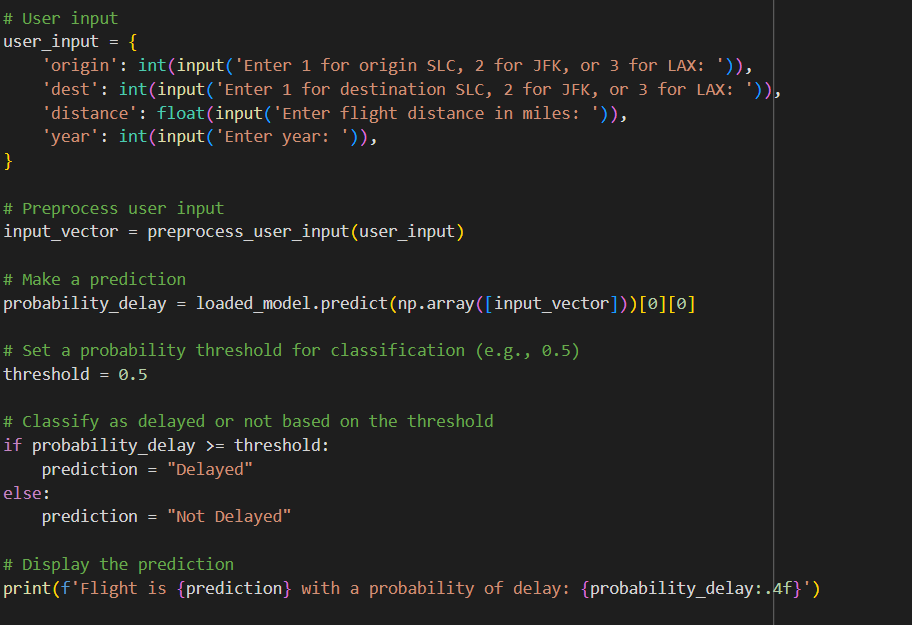 # User input
user_input = {
    'origin': int(input('Enter 1 for origin SLC, 2 for JFK, or 3 for LAX: ')),
    'dest': int(input('Enter 1 for destination SLC, 2 for JFK, or 3 for LAX: ')),
    'distance': float(input('Enter flight distance in miles: ')),
    'year': int(input('Enter year: ')),
}

# Preprocess user input
input_vector = preprocess_user_input(user_input)

# Make a prediction
probability_delay = loaded_model.predict(np.array([input_vector]))[0][0]

# Set a probability threshold for classification (e.g., 0.5)
threshold = 0.5

# Classify as delayed or not based on the threshold
if probability_delay >= threshold:
    prediction = "Delayed"
else:
    prediction = "Not Delayed"

# Display the prediction
print(f'Flight is {prediction} with a probability of delay: {probability_delay:.4f}')